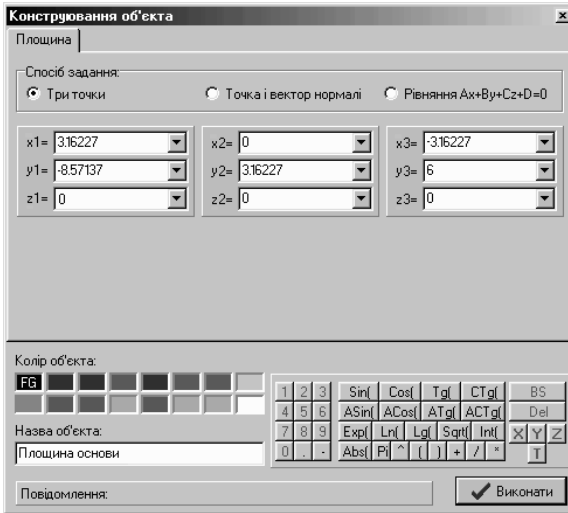 Конструювання об'єкта
Площина
Спосіб задання:
Три точки Точка і вектор нормалі Рівняння Ax+By+Cz+D=0
x1= 3.16227 x2= 0 x3= -3.16227
y1= -8.57137 y2= 3.16227 y3= 6
z1= 0 z2= 0 z3= 0
Колір об'єкта:
FG
1 2 3 Sin( Cos( Tg( CTg( BS
4 5 6 ASin( ACos( ATg( ACTg( Del
Назва об'єкта:
7 8 9 Exp( Ln( Lg( Sqrt( Int( X Y Z
Площина основи
0 . - Abs( Pi ^ ( ) + / * T
Повідомлення: Виконати